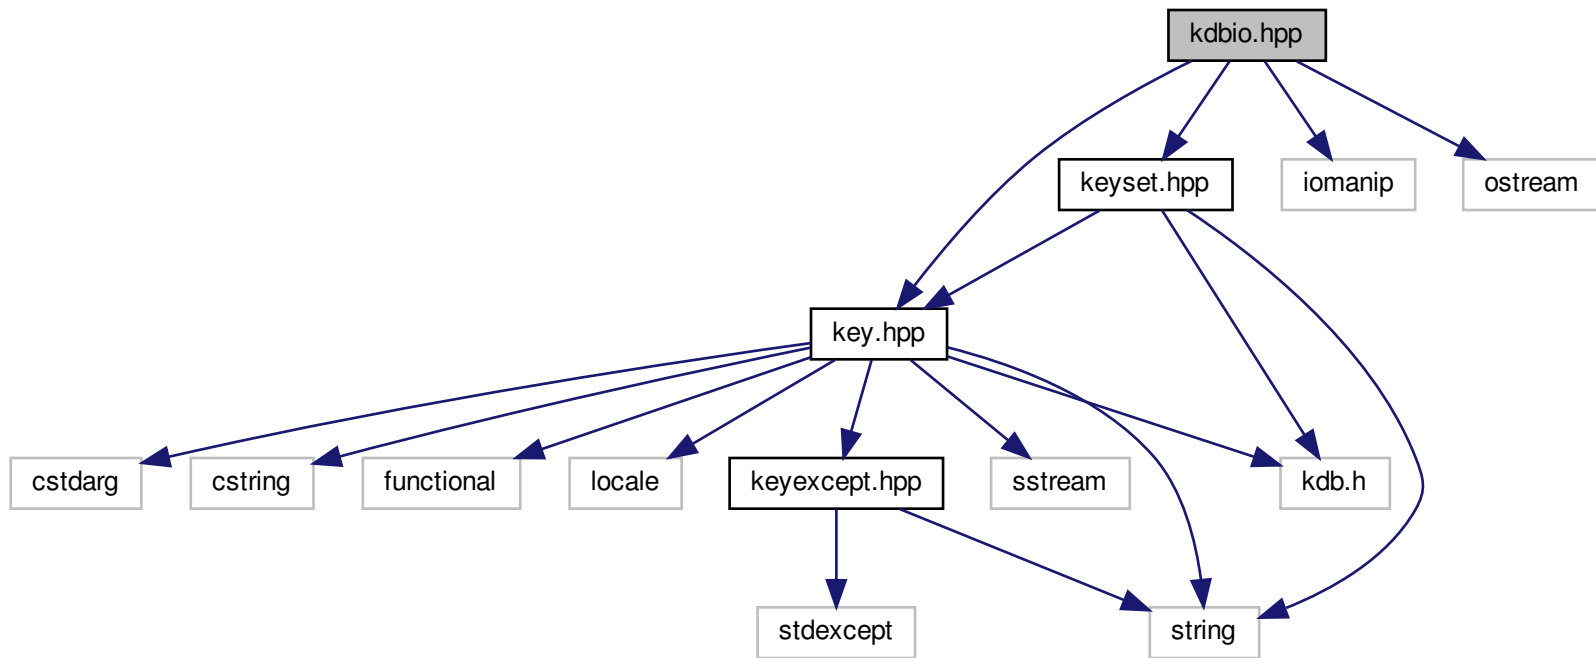 kdbio.hpp
keyset.hpp
iomanip
ostream
key.hpp
cstdarg
cstring
functional
locale
keyexcept.hpp
sstream
kdb.h
stdexcept
string